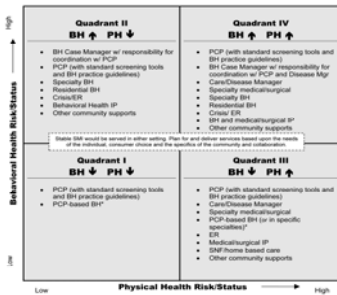 High
Behavioral Health Risk/Status
Low
Quadrant II
BH PH
BH Case Manager w/ responsibility for
coordination w/ PCP
PCP (with standard screening tools
and BH practice guidelines)
Specialty BH
Residential BH
Crisis/ER
Behavioral Health IP
Other community supports
Quadrant IV
BH PH
PCP (with standard screening tools and
BH practice guidelines)
BH Case Manager w/ responsibility for
coordination w/ PCP and Disease Mgr
Care/Disease Manager
Specialty medical/surgical
Specialty BH
Residential BH
Crisis/ ER
BH and medical/surgical IP
Other community supports
Stable SMI would be served in either setting. Plan for and deliver services based upon the needs
of the individual, consumer choice and the specifics of the community and collaboration.
Quadrant I
BH PH
PCP (with standard screening tools
and BH practice guidelines)
PCP-based BH*
Quadrant III
BH PH
PCP (with standard screening tools and
BH practice guidelines)
Care/Disease Manager
Specialty medical/surgical
PCP-based BH (or in specific
specialties)*
ER
Medical/surgical IP
SNF/home based care
Other community supports
Low
Physical Health Risk/Status
High